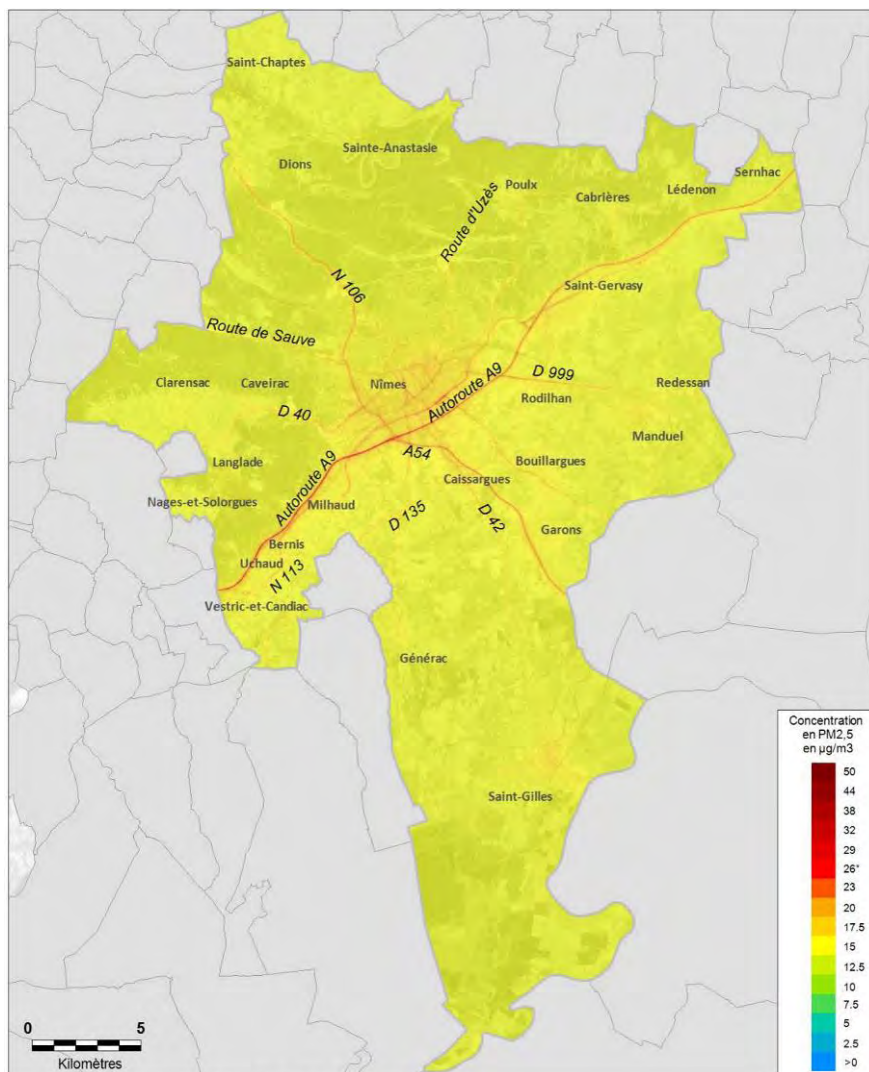 Saint-Chaptes
Sainte-Anastasie
Dions
Sernhac
Poulx
Lédenon
Cabrières
Route d'Uzès
N 106
Saint-Gervasy
Route de Sauve
Clarensac
Caveirac
Nîmes
Autoroute A9
D 999
Redessan
Rodilhan
D 40
Manduel
A54
Langlade
Bouillargues
Caissargues
Autoroute A9
Nages-et-Solorgues
Milhaud
D 135
D 42
Garons
Bernis
Uchaud
N 113
Vestric-et-Candiac
Générac
Saint-Gilles
Concentration
en PM2,5
en µg/m3
50
44
38
32
29
26*
23
20
17.5
15
12.5
10
7.5
5
2.5
>0
0 5
Kilomètres